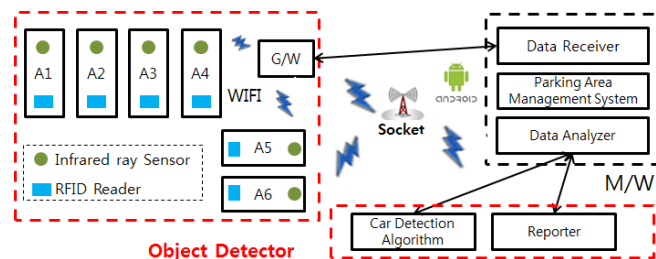 A1
A2
A3
A4
G/W
WIFI
A5
A6
Infrared ray Sensor
RFID Reader
Object Detector
ANDROID
Socket
Data Receiver
Parking Area
Management System
Data Analyzer
M/W
Car Detection
Algorithm
Reporter